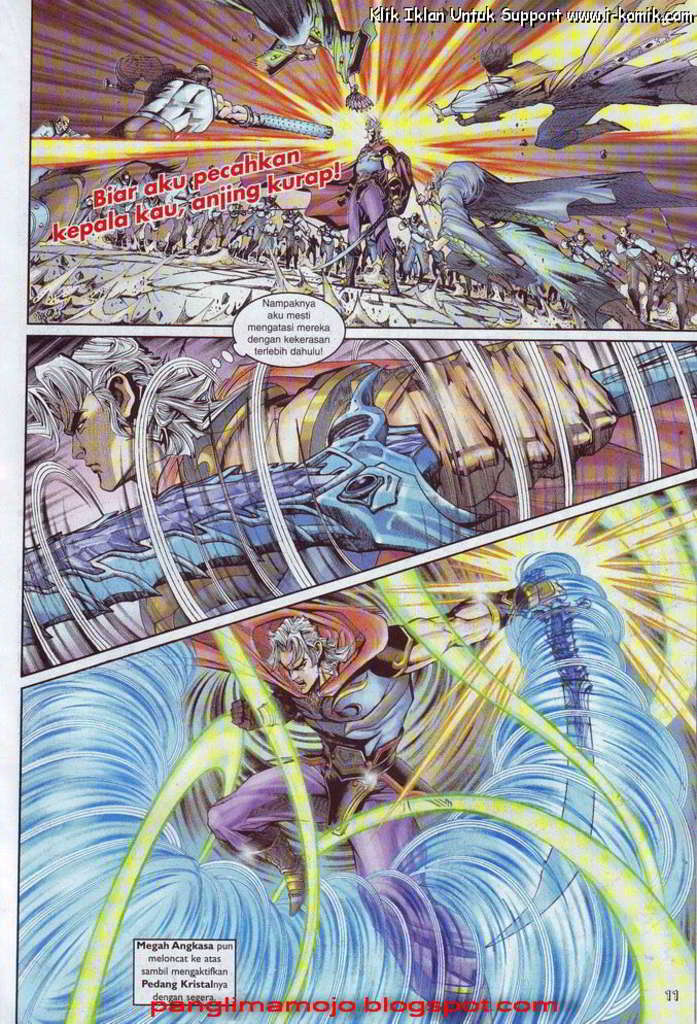 Klik Iklan Untuk Support www.i-komik.com
Biar aku pecahkan
kepala kau, anjing kurap!
Nampaknya
aku mesti
mengatasi mereka
dengan kekerasan
terlebih dahulu!
Megah Angkasa pun
meloncat ke atas
sambil mengaktifkan
Pedang Kristalnya
dengan segera.
panglimamojo.blogspot.com
11